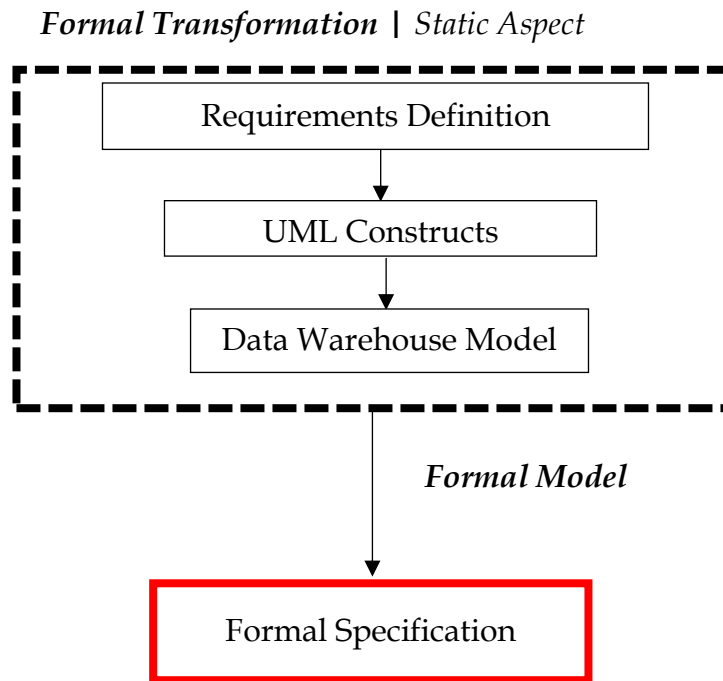 Formal Transformation | Static Aspect
Requirements Definition
UML Constructs
Data Warehouse Model
Formal Model
Formal Specification